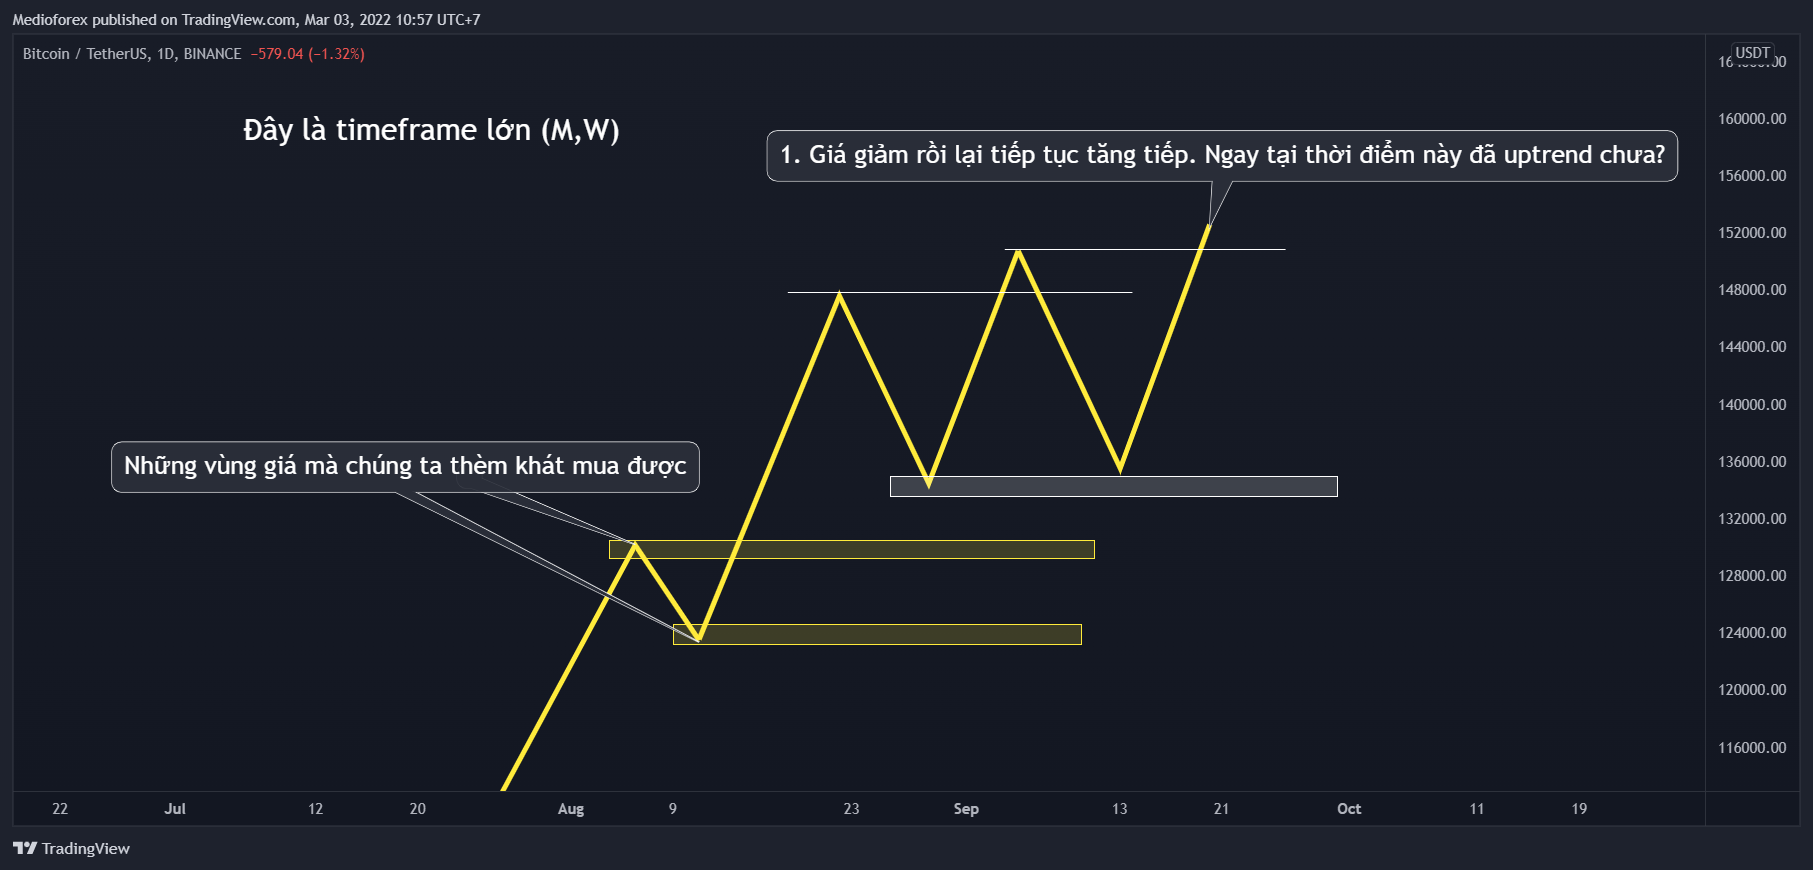 Medioforex published on TradingView.com, Mar 03, 2022 10:57 UTC+7
Bitcoin / TetherUS, 1D, BINANCE −579.04 (−1.32%)
USDT
Đây là timeframe lớn (M,W)
1. Giá giảm rồi lại tiếp tục tăng tiếp. Ngay tại thời điểm này đã uptrend chưa?
Những vùng giá mà chúng ta thèm khát mua được
160000.00
156000.00
152000.00
148000.00
144000.00
140000.00
136000.00
132000.00
128000.00
124000.00
120000.00
116000.00
22 Jul 12 20 Aug 9 23 Sep 13 21 Oct 11 19
TradingView